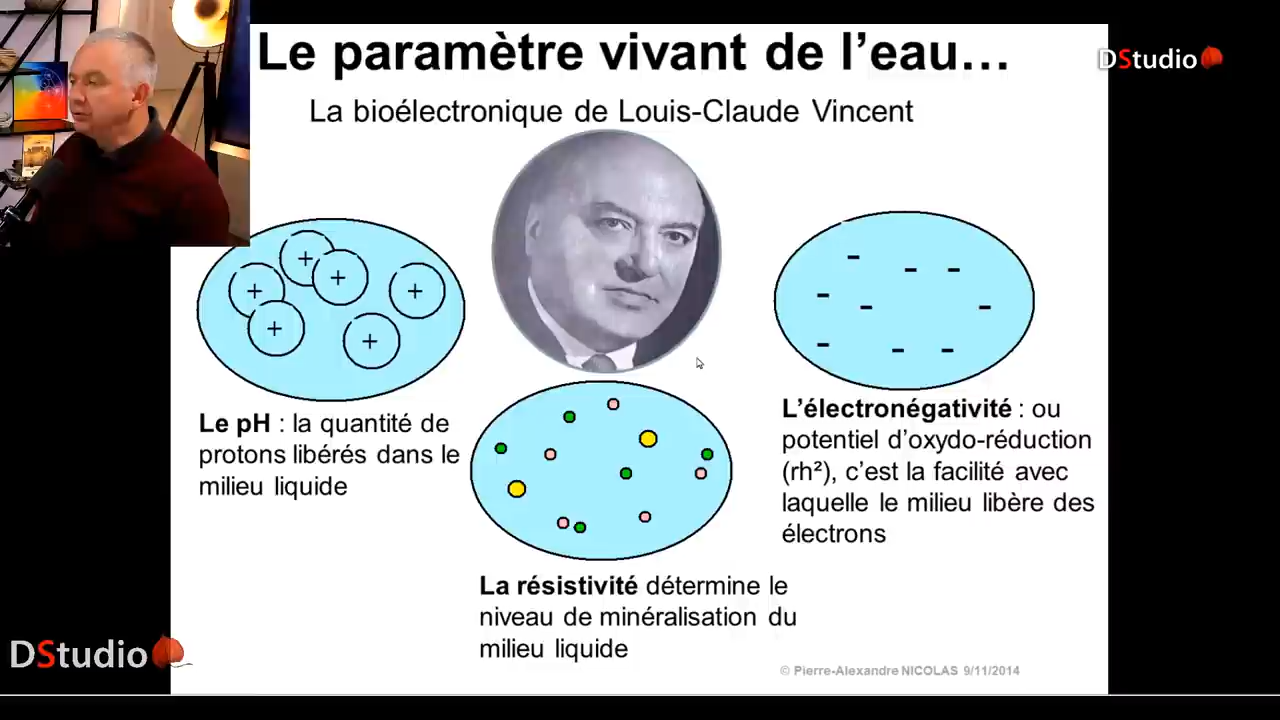 Le paramètre vivant de l'eau…
DStudio
La bioélectronique de Louis-Claude Vincent
+ + + + + +
- - - - - - - - -
Le pH : la quantité de
protons libérés dans le
milieu liquide
L'électronégativité : ou
potentiel d'oxydo-réduction
(rh²), c'est la facilité avec
laquelle le milieu libère des
électrons
La résistivité détermine le
niveau de minéralisation du
milieu liquide
DStudio
© Pierre-Alexandre NICOLAS 9/11/2014